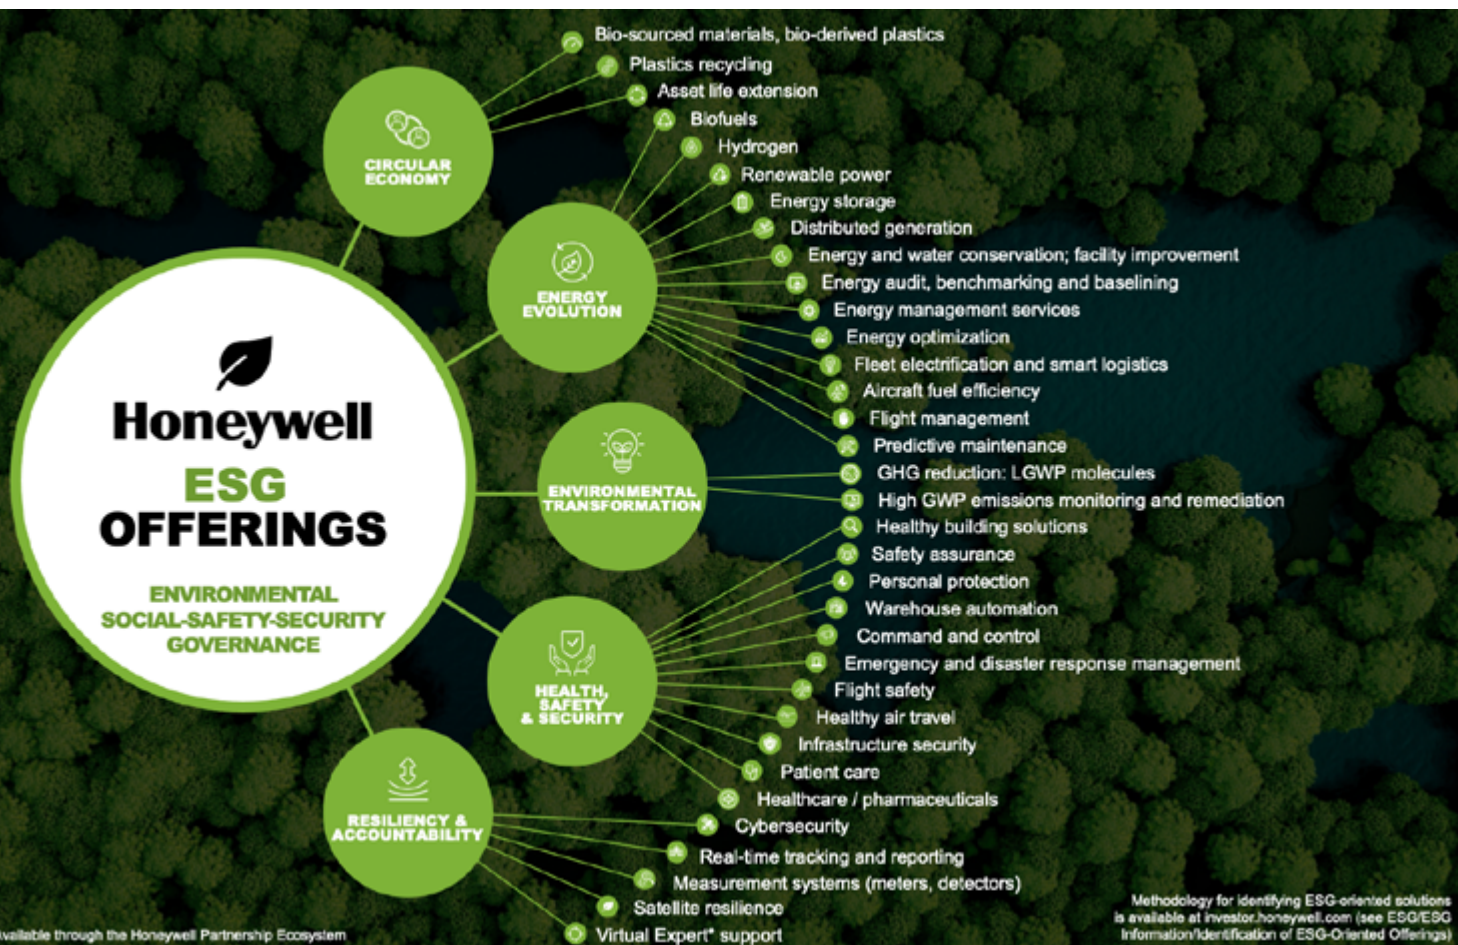 Bio-sourced materials, bio-derived plastics
Plastics recycling
Asset life extension
Biofuels
Hydrogen
Renewable power
Energy storage
Distributed generation
Energy and water conservation; facility improvement
Energy audit, benchmarking and baselining
Energy management services
Energy optimization
Fleet electrification and smart logistics
Aircraft fuel efficiency
Flight management
Predictive maintenance
GHG reduction: LGWP molecules
High GWP emissions monitoring and remediation
Healthy building solutions
Safety assurance
Personal protection
Warehouse automation
Command and control
Emergency and disaster response management
Flight safety
Healthy air travel
Infrastructure security
Patient care
Healthcare / pharmaceuticals
Cybersecurity
Real-time tracking and reporting
Measurement systems (meters, detectors)
Satellite resilience
Virtual Expert* support
CIRCULAR
ECONOMY
ENERGY
EVOLUTION
ENVIRONMENTAL
TRANSFORMATION
HEALTH,
SAFETY
& SECURITY
RESILIENCY &
ACCOUNTABILITY
Honeywell
ESG
OFFERINGS
ENVIRONMENTAL
SOCIAL-SAFETY-SECURITY
GOVERNANCE
vailable through the Honeywell Partnership Ecosystem
Methodology for identifying ESG-oriented solutions
is available at investor.honeywell.com (see ESG/ESG
Information/Identification of ESG-Oriented Offerings)